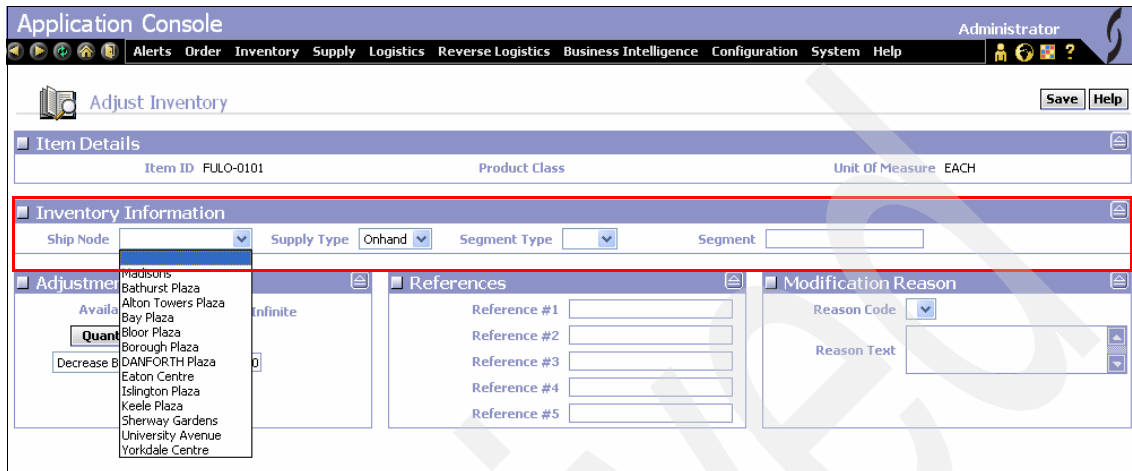 Application Console
Administrator
Alerts Order Inventory Supply Logistics Reverse Logistics Business Intelligence Configuration System Help
?
Adjust Inventory
Save Help
Item Details
Item ID FULO-0101 Product Class Unit Of Measure EACH
Inventory Information
Ship Node Supply Type Onhand Segment Type Segment
Madisons
Bathurst Plaza
Alton Towers Plaza
Bay Plaza
Bloor Plaza
Borough Plaza
DANFORTH Plaza
Eaton Centre
Islington Plaza
Keele Plaza
Sherway Gardens
University Avenue
Yorkdale Centre
Adjustme
Availa Infinite
Quant
Decrease B 0
References
Reference #1
Reference #2
Reference #3
Reference #4
Reference #5
Modification Reason
Reason Code
Reason Text